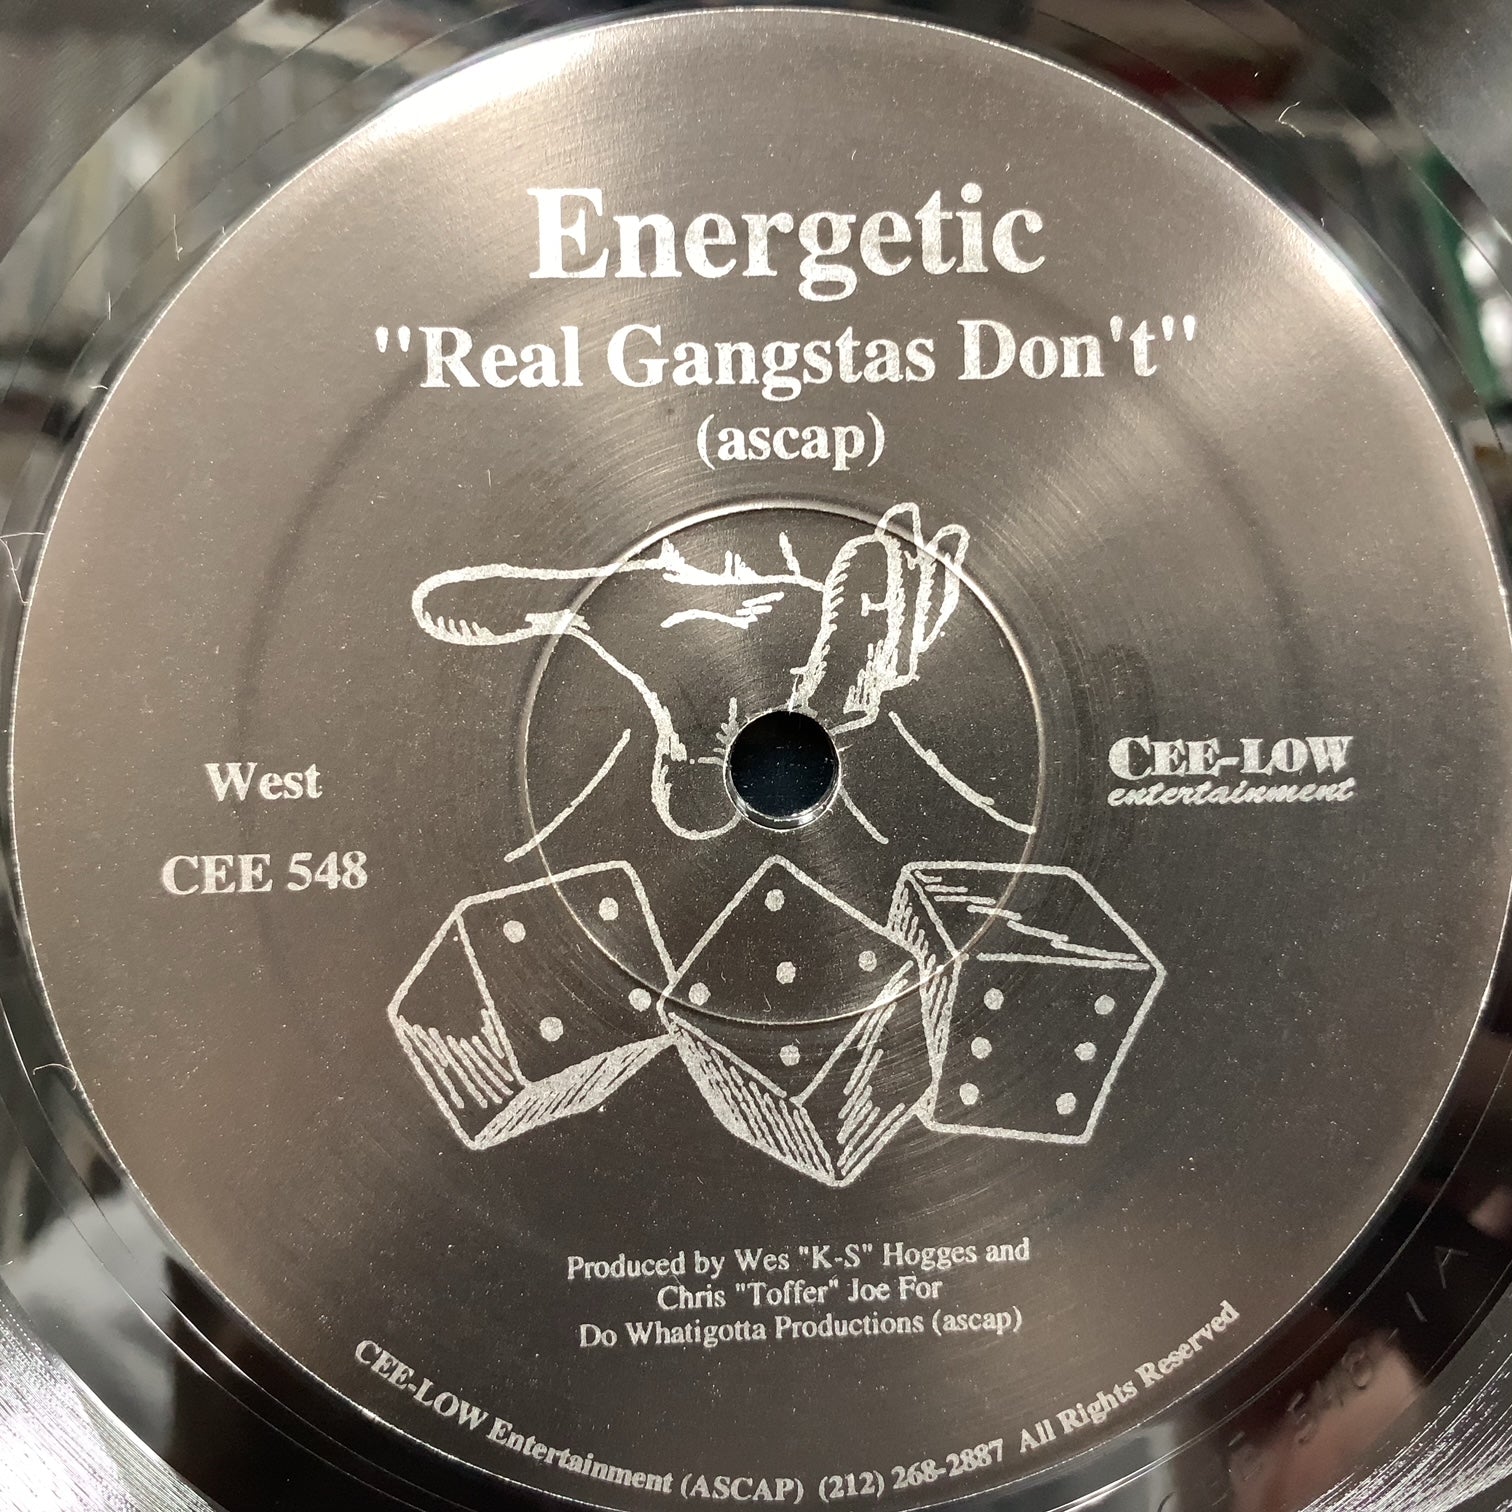 Energetic
"Real Gangstas Don't"
(ascap)
West
CEE 548
CEE-LOW
entertainment
Produced by Wes "K-S" Hogges and
Chris "Toffer" Joe For
Do Whatigotta Productions (ascap)
CEE-LOW Entertainment (ASCAP) (212) 268-2887 All Rights Reserved